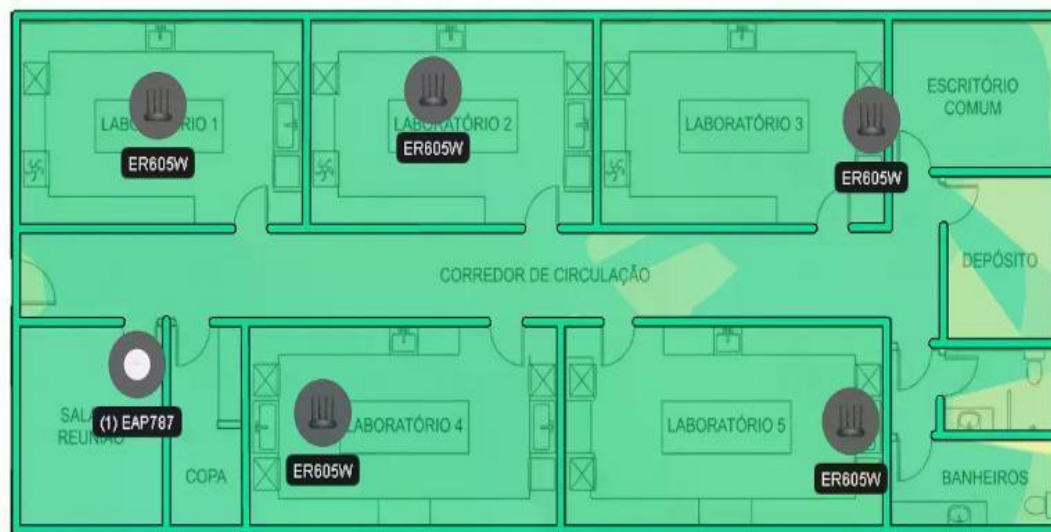 LABORATÓRIO 1
ER605W
LABORATÓRIO 2
ER605W
LABORATÓRIO 3
ER605W
ESCRITÓRIO
COMUM
CORREDOR DE CIRCULAÇÃO
DEPÓSITO
SALA
REUNIÃO
(1) EAP787
COPA
LABORATÓRIO 4
ER605W
LABORATÓRIO 5
ER605W
BANHEIROS